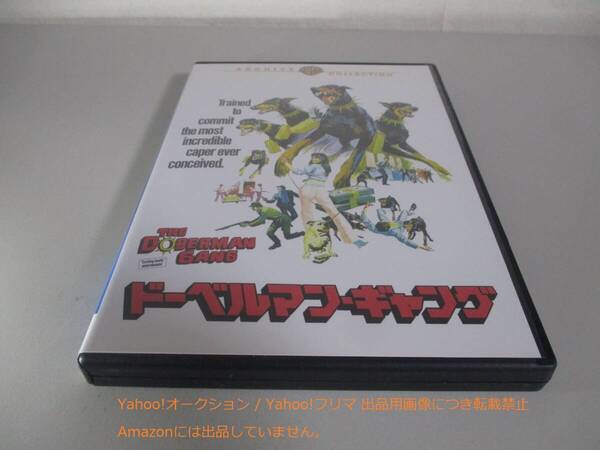 ARCHIVE COLLECTION
Trained
to
commit
the most
incredible
caper ever
conceived.
THE
DOBERMAN
GANG
ドーベルマン・ギャング
Yahoo!オークション / Yahoo!フリマ 出品用画像につき転載禁止
Amazonには出品していません。